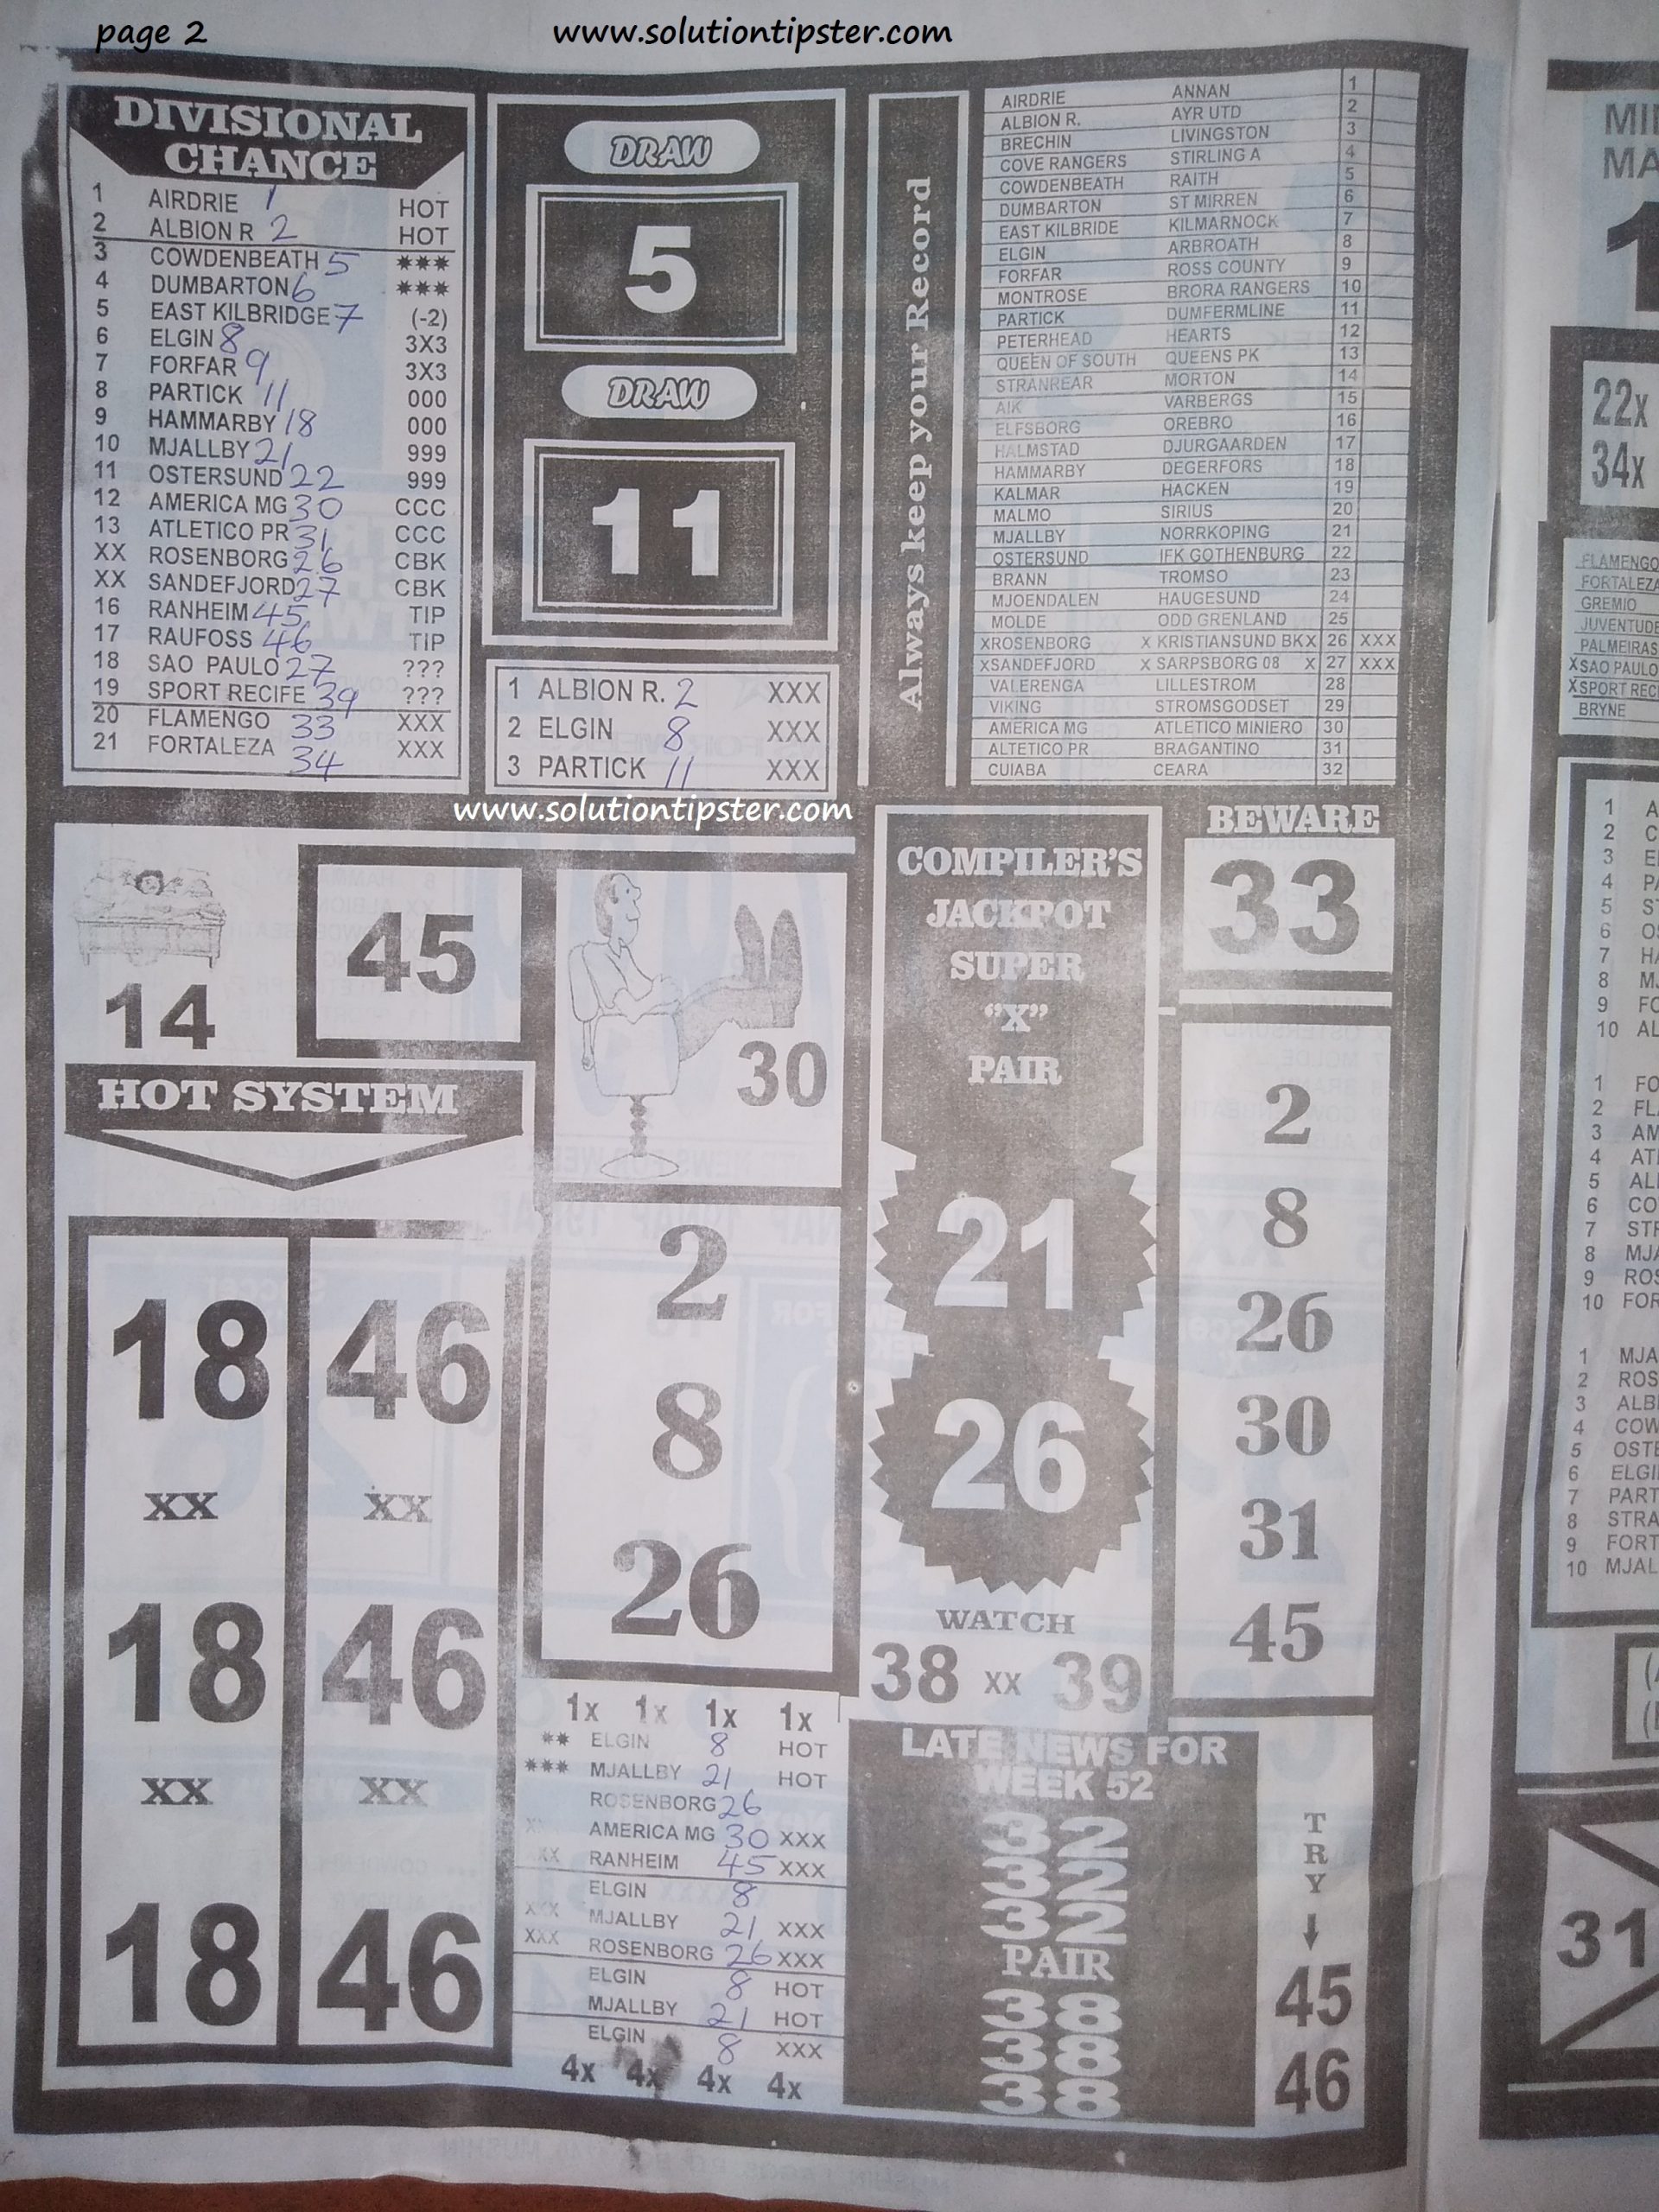 page 2
www.solutiontipster.com
DIVISIONAL
CHANCE
1 AIRDRIE 1 HOT
2 ALBION R 2 HOT
3 COWDENBEATH 5 ***
4 DUMBARTON 6 ***
5 EAST KILBRIDGE 7 (-2)
6 ELGIN 8 3X3
7 FORFAR 9 3X3
8 PARTICK 11 000
9 HAMMARBY 18 000
10 MJALLBY 21 999
11 OSTERSUND 22 999
12 AMERICA MG 30 CCC
13 ATLETICO PR 31 CCC
XX ROSENBORG 26 CBK
XX SANDEFJORD 27 CBK
16 RANHEIM 45 TIP
17 RAUFOSS 46 TIP
18 SAO PAULO 27 ???
19 SPORT RECIFE 39 ???
20 FLAMENGO 33 XXX
21 FORTALEZA 34 XXX
DRAW
5
DRAW
11
1 ALBION R. 2 XXX
2 ELGIN 8 XXX
3 PARTICK 11 XXX
Always keep your Record
AIRDRIE ANNAN 1
ALBION R. AYR UTD 2
BRECHIN LIVINGSTON 3
COVE RANGERS STIRLING A 4
COWDENBEATH RAITH 5
DUMBARTON ST MIRREN 6
EAST KILBRIDE KILMARNOCK 7
ELGIN ARBROATH 8
FORFAR ROSS COUNTY 9
MONTROSE BRORA RANGERS 10
PARTICK DUMFERMLINE 11
PETERHEAD HEARTS 12
QUEEN OF SOUTH QUEENS PK 13
STRANREAR MORTON 14
AIK VARBERGS 15
ELFSBORG OREBRO 16
HALMSTAD DJURGAARDEN 17
HAMMARBY DEGERFORS 18
KALMAR HACKEN 19
MALMO SIRIUS 20
MJALLBY NORRKOPING 21
OSTERSUND IFK GOTHENBURG 22
BRANN TROMSO 23
MJOENDALEN HAUGESUND 24
MOLDE ODD GRENLAND 25
XROSENBORG X KRISTIANSUND BKX 26 XXX
XSANDEFJORD X SARPSBORG 08 X 27 XXX
VALERENGA LILLESTROM 28
VIKING STROMSGODSET 29
AMERICA MG ATLETICO MINIERO 30
ALTETICO PR BRAGANTINO 31
CUIABA CEARA 32
www.solutiontipster.com
14
45
30
HOT SYSTEM
18 46
XX XX
18 46
XX XX
18 46
2
8
26
1x 1x 1x 1x
** ELGIN 8 HOT
*** MJALLBY 21 HOT
ROSENBORG 26
AMERICA MG 30 XXX
XX RANHEIM 45 XXX
ELGIN 8
XXX MJALLBY 21 XXX
XXX ROSENBORG 26 XXX
ELGIN 8 HOT
MJALLBY 21 HOT
ELGIN 8 XXX
4x 4x 4x 4x
COMPILER'S
JACKPOT
SUPER
"X"
PAIR
21
26
WATCH
38 XX 39
BEWARE
33
2
8
26
30
31
45
LATE NEWS FOR
WEEK 52
32
32
32
PAIR
38
38
38
TRY
45
46
22x
34x
FLAMENGO
FORTALEZA
GREMIO
JUVENTUDE
PALMEIRAS
XSAO PAULO
XSPORT RECI
BRYNE
31